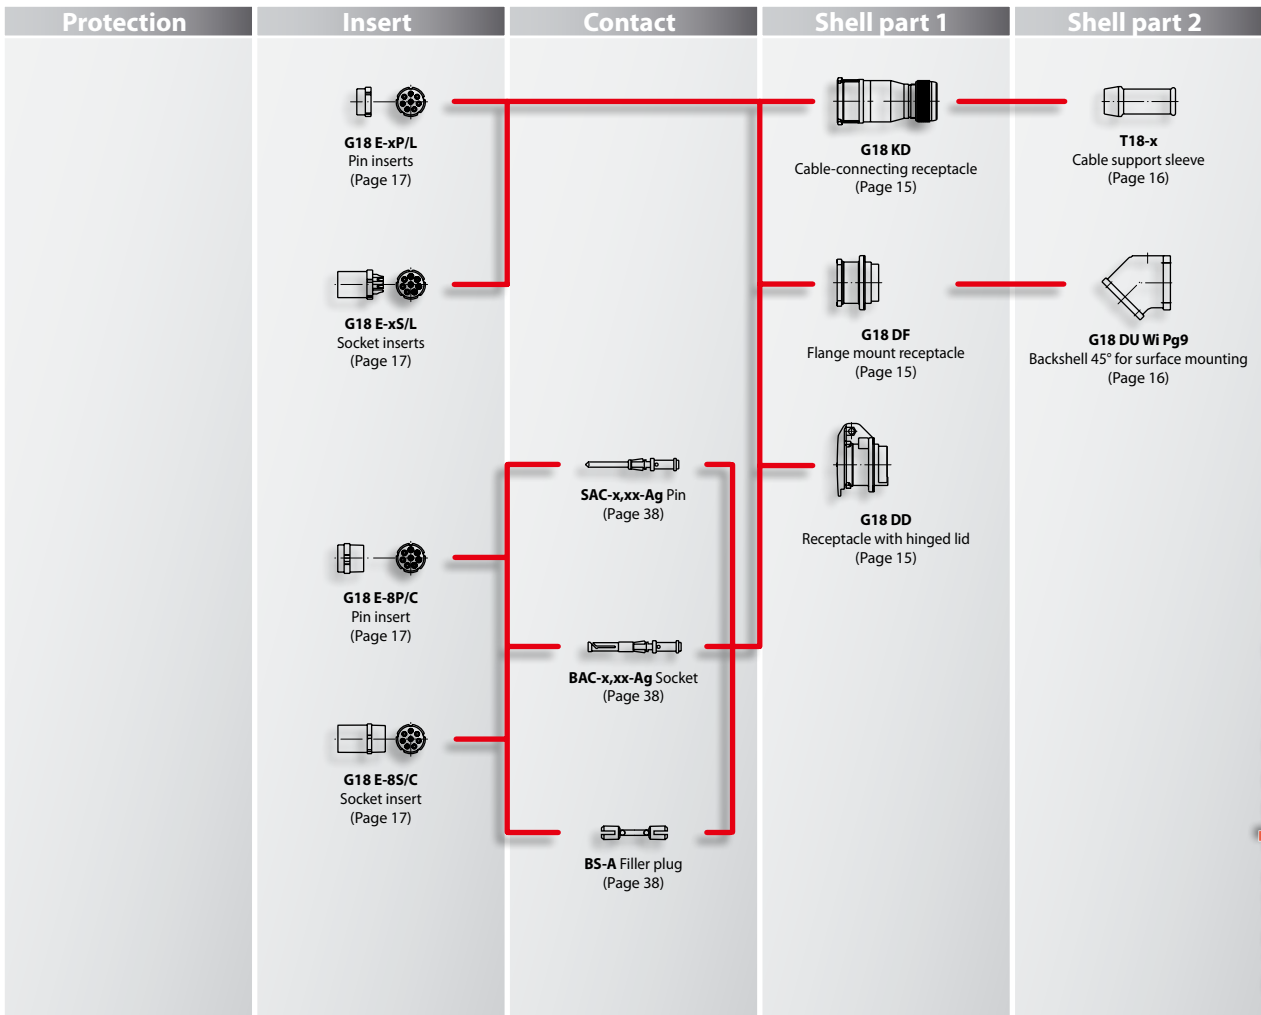 Protection
Insert
Contact
Shell part 1
Shell part 2
G18 E-xP/L
Pin inserts
(Page 17)
G18 KD
Cable-connecting receptacle
(Page 15)
T18-x
Cable support sleeve
(Page 16)
G18 E-xS/L
Socket inserts
(Page 17)
G18 DF
Flange mount receptacle
(Page 15)
G18 DU Wi Pg9
Backshell 45° for surface mounting
(Page 16)
SAC-x,xx-Ag Pin
(Page 38)
G18 DD
Receptacle with hinged lid
(Page 15)
G18 E-8P/C
Pin insert
(Page 17)
BAC-x,xx-Ag Socket
(Page 38)
G18 E-8S/C
Socket insert
(Page 17)
BS-A Filler plug
(Page 38)